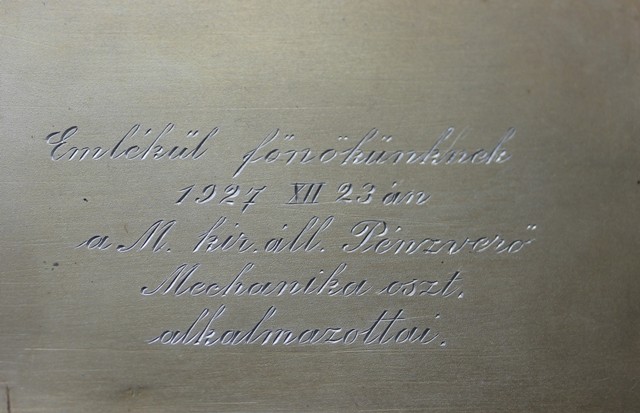 Emlékül főnökünknek
1927 XII 23 án
a M. kir. áll. Pénzverő
Mechanika oszt.
alkalmazottai.